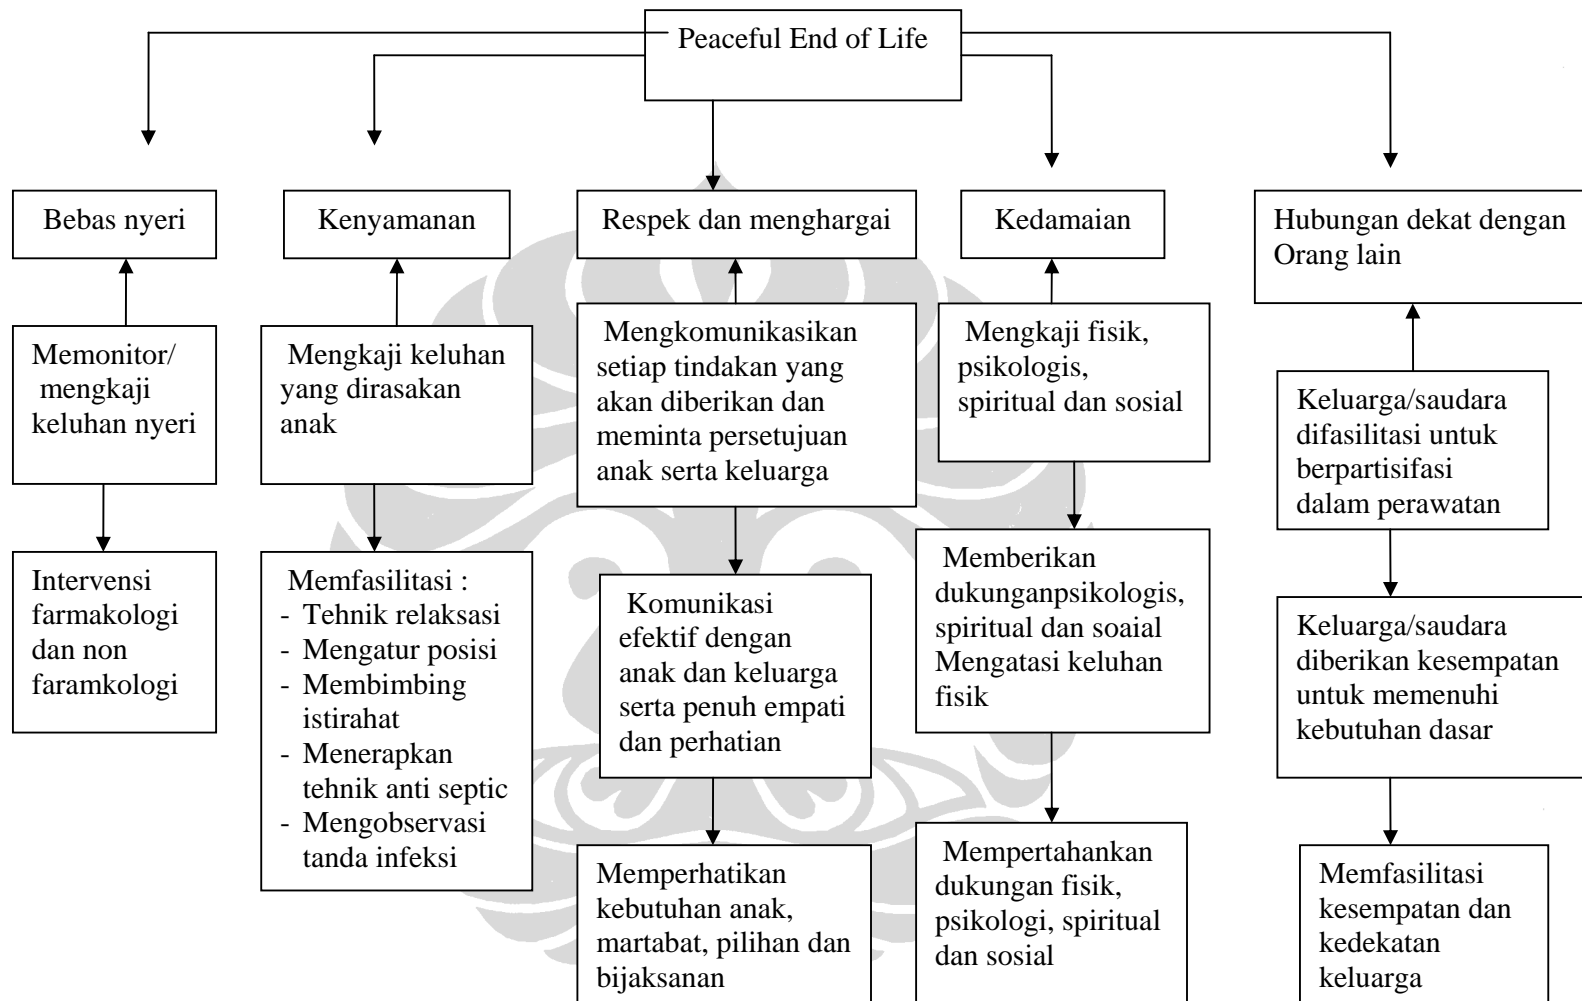 Peaceful End of Life
Bebas nyeri
Kenyamanan
Respek dan menghargai
Kedamaian
Hubungan dekat dengan
Orang lain
Memonitor/
mengkaji
keluhan nyeri
Mengkaji keluhan
yang dirasakan
anak
Mengkomunikasikan
setiap tindakan yang
akan diberikan dan
meminta persetujuan
anak serta keluarga
Mengkaji fisik,
psikologis,
spiritual dan sosial
Keluarga/saudara
difasilitasi untuk
berpartisifasi
dalam perawatan
Intervensi
farmakologi
dan non
faramkologi
Memfasilitasi :
- Tehnik relaksasi
- Mengatur posisi
- Membimbing
istirahat
- Menerapkan
tehnik anti septic
- Mengobservasi
tanda infeksi
Komunikasi
efektif dengan
anak dan keluarga
serta penuh empati
dan perhatian
Memberikan
dukunganpsikologis,
spiritual dan soaial
Mengatasi keluhan
fisik
Keluarga/saudara
diberikan kesempatan
untuk memenuhi
kebutuhan dasar
Memperhatikan
kebutuhan anak,
martabat, pilihan dan
bijaksanan
Mempertahankan
dukungan fisik,
psikologi, spiritual
dan sosial
Memfasilitasi
kesempatan dan
kedekatan
keluarga